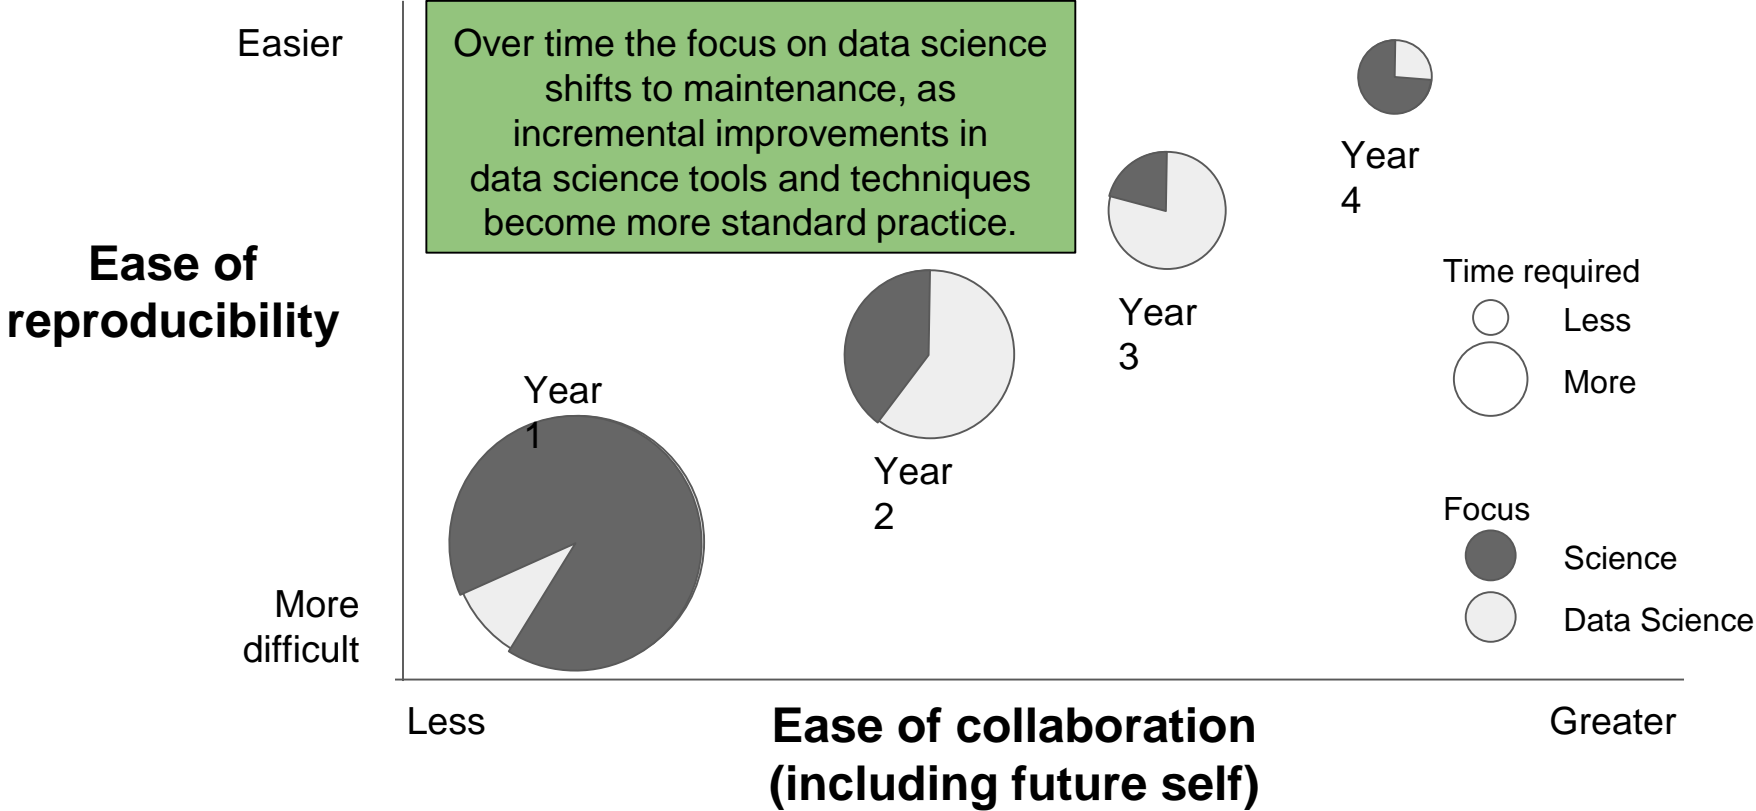 Easier
Over time the focus on data science
shifts to maintenance, as
incremental improvements in
data science tools and techniques
become more standard practice.
Year
4
Ease of
reproducibility
Time required
Less
More
Year
3
Year
1
Year
2
Focus
Science
Data Science
More
difficult
Less
Ease of collaboration
(including future self)
Greater